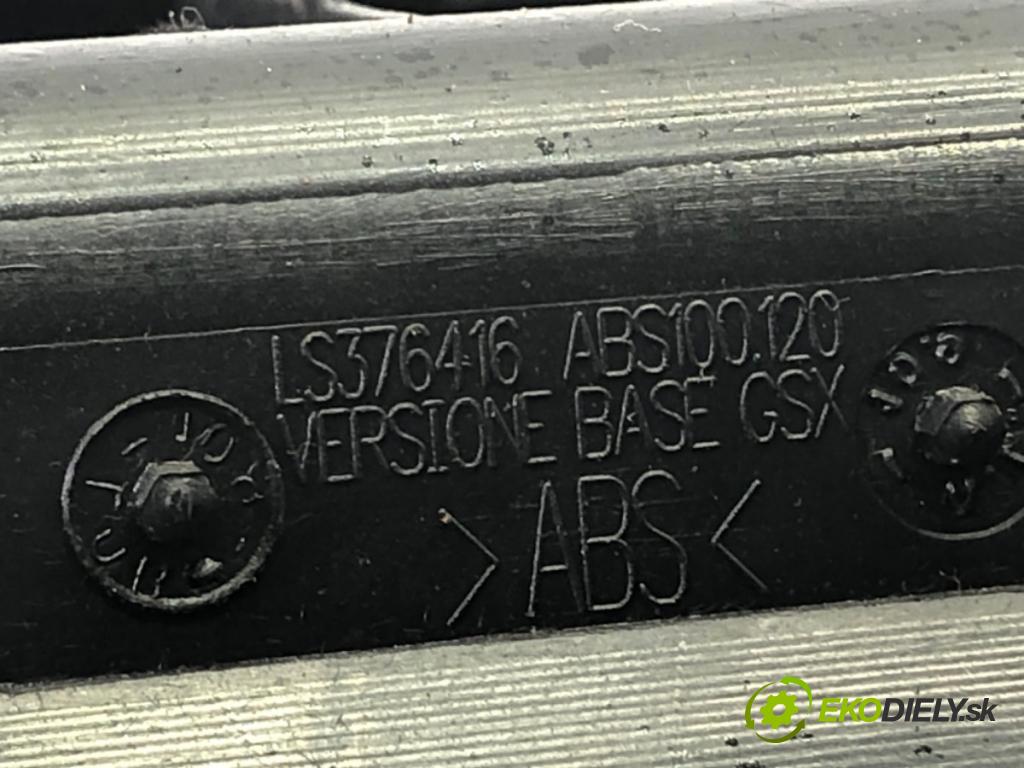 LS376416 ABS100.120
VERSIONE BASE GSX
>ABS<
EKODIELY.sk